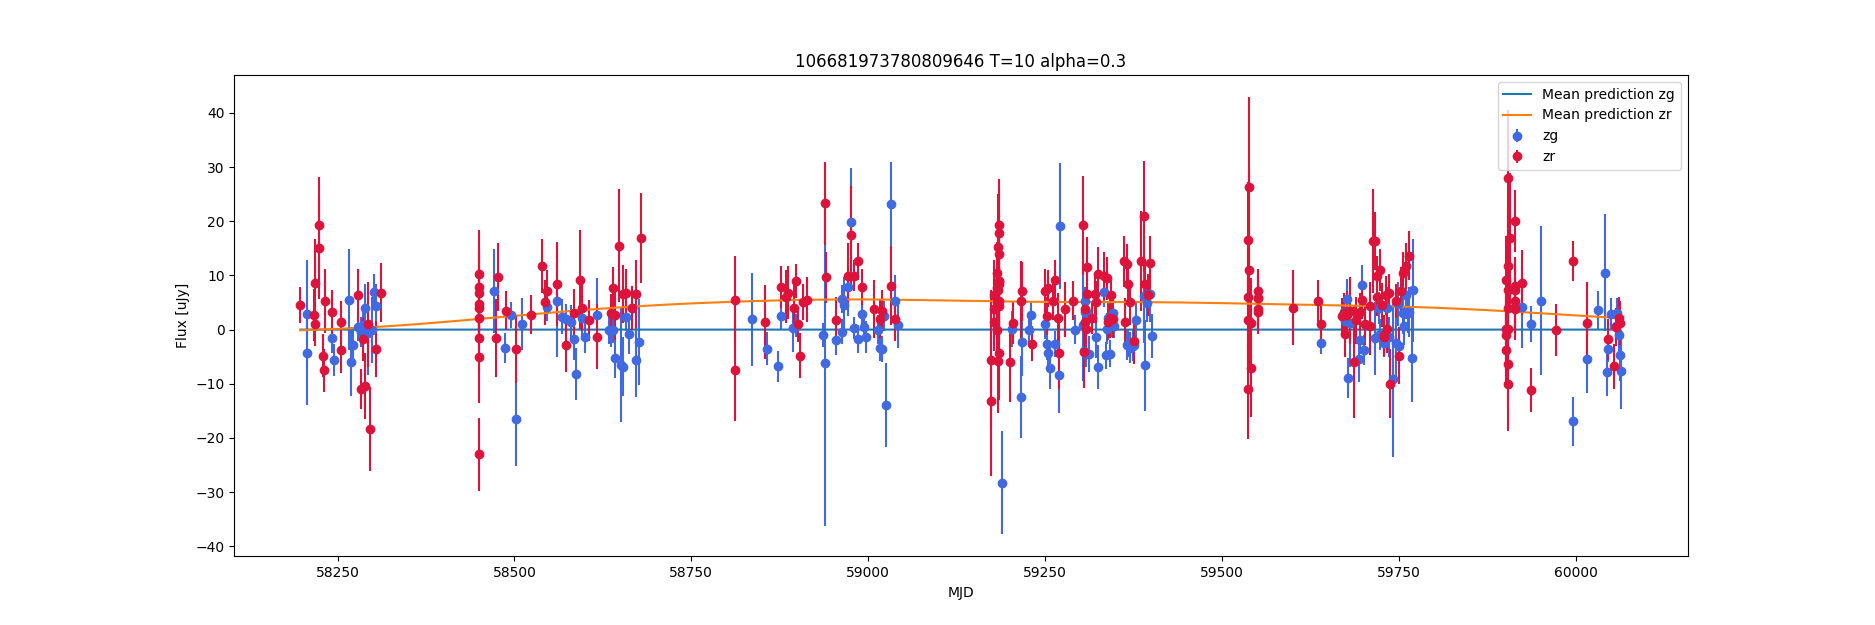 106681973780809646 T=10 alpha=0.3
Mean prediction zg
Mean prediction zr
zg
zr
Flux [uJy]
40
30
20
10
0
−10
−20
−30
−40
58250 58500 58750 59000 59250 59500 59750 60000
MJD